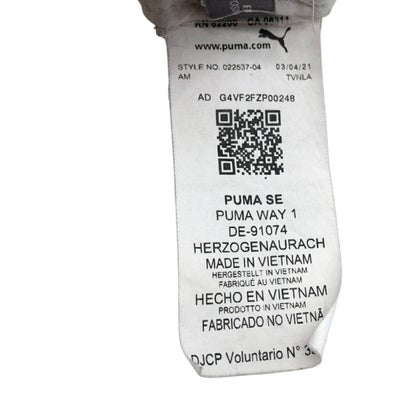 RN 62200 CA 06311
www.puma.com
STYLE NO. 022537-04 03/04/21
AM TVNLA
AD G4VF2FZP00248
PUMA SE
PUMA WAY 1
DE-91074
HERZOGENAURACH
MADE IN VIETNAM
HERGESTELLT IN VIETNAM
FABRIQUÉ AU VIETNAM
HECHO EN VIETNAM
PRODOTTO IN VIETNAM
FABRICADO NO VIETNÃ
DJCP Voluntario N°